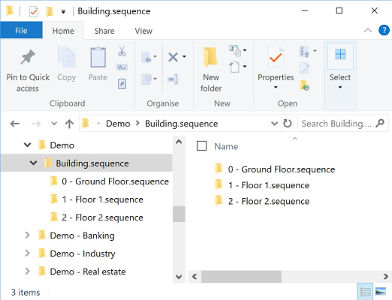 Building.sequence
File
Home
Share
View
Pin to Quick access
Copy
Paste
New folder
Properties
Select
Clipboard
Organise
New
Open
Demo
Building.sequence
Search Building....
Demo
Building.sequence
0 - Ground Floor.sequence
1 - Floor 1.sequence
2 - Floor 2.sequence
Demo - Banking
Demo - Industry
Demo - Real estate
Name
0 - Ground Floor.sequence
1 - Floor 1.sequence
2 - Floor 2.sequence
3 items